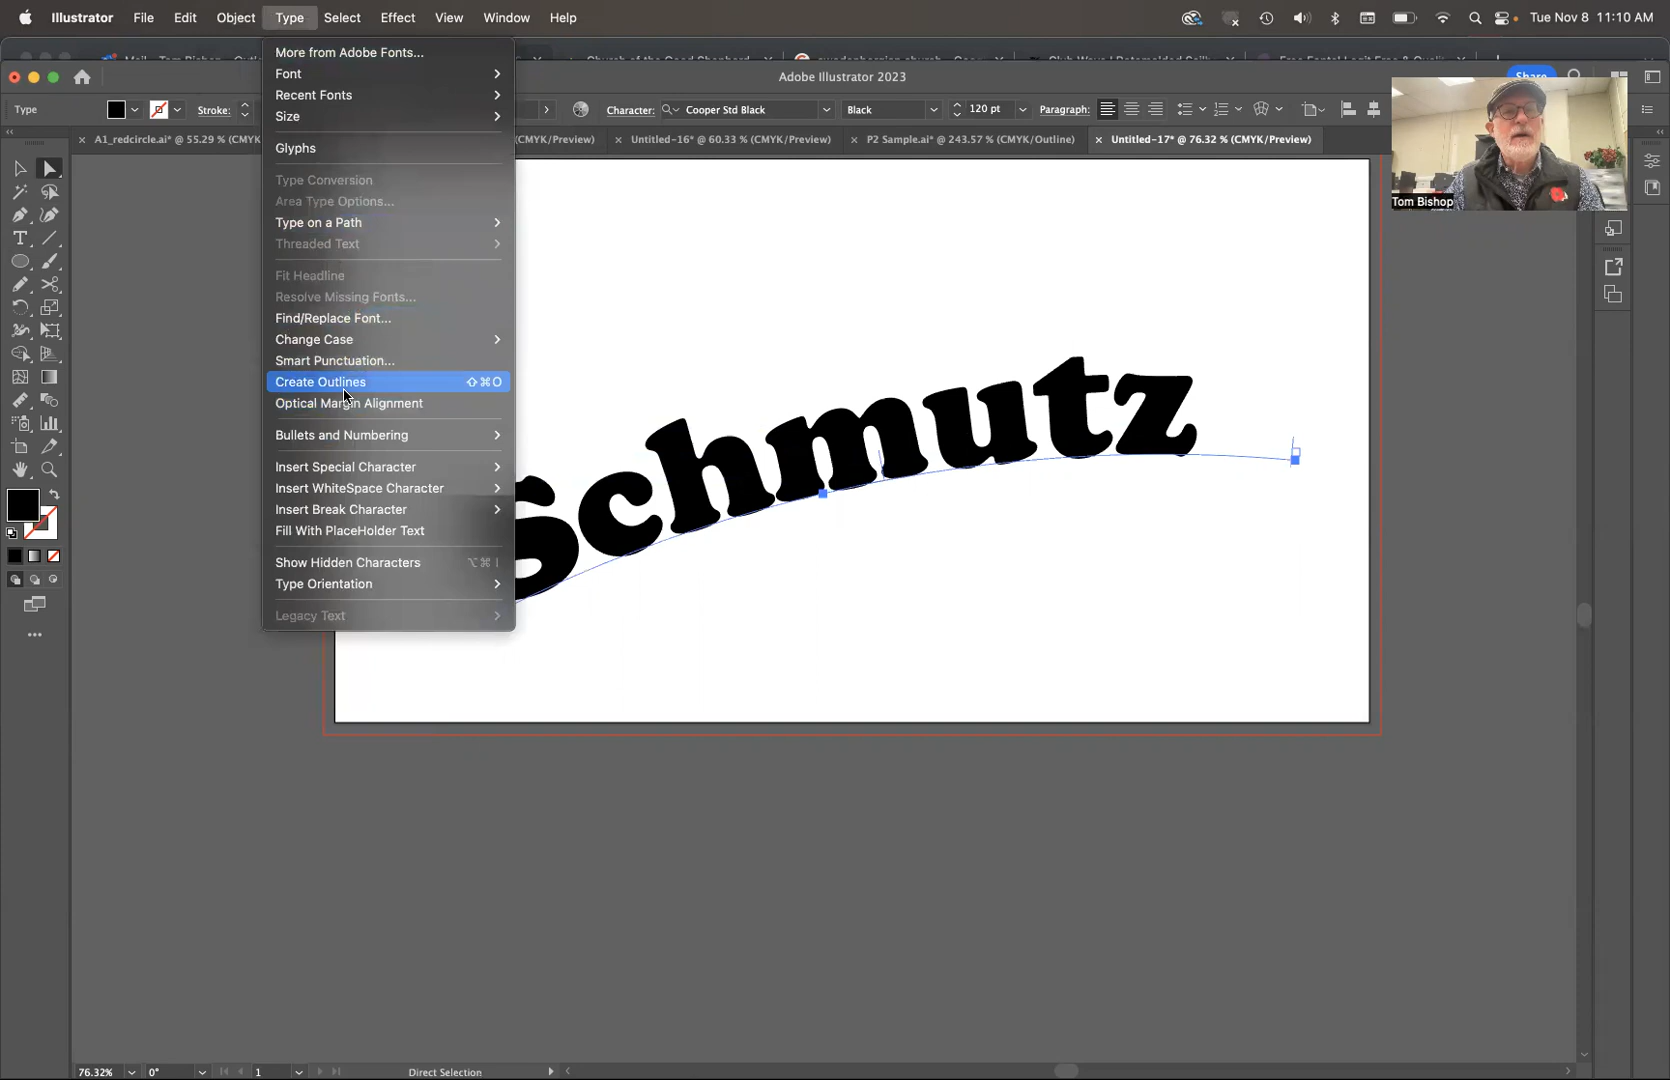 Illustrator File Edit Object Type Select Effect View Window Help Tue Nov 8 11:10 AM
Adobe Illustrator 2023
Share
Type Stroke: Character: Cooper Std Black Black 120 pt Paragraph:
A1_redcircle.ai* @ 55.29 % (CMYK (CMYK/Preview) Untitled-16* @ 60.33 % (CMYK/Preview) P2 Sample.ai* @ 243.57 % (CMYK/Outline) Untitled-17* @ 76.32 % (CMYK/Preview)
More from Adobe Fonts...
Font
Recent Fonts
Size
Glyphs
Type Conversion
Area Type Options...
Type on a Path
Threaded Text
Fit Headline
Resolve Missing Fonts...
Find/Replace Font...
Change Case
Smart Punctuation...
Create Outlines ⇧⌘O
Optical Margin Alignment
Bullets and Numbering
Insert Special Character
Insert WhiteSpace Character
Insert Break Character
Fill With PlaceHolder Text
Show Hidden Characters ⌥⌘I
Type Orientation
Legacy Text
Schmutz
Tom Bishop
76.32% 0° 1 Direct Selection